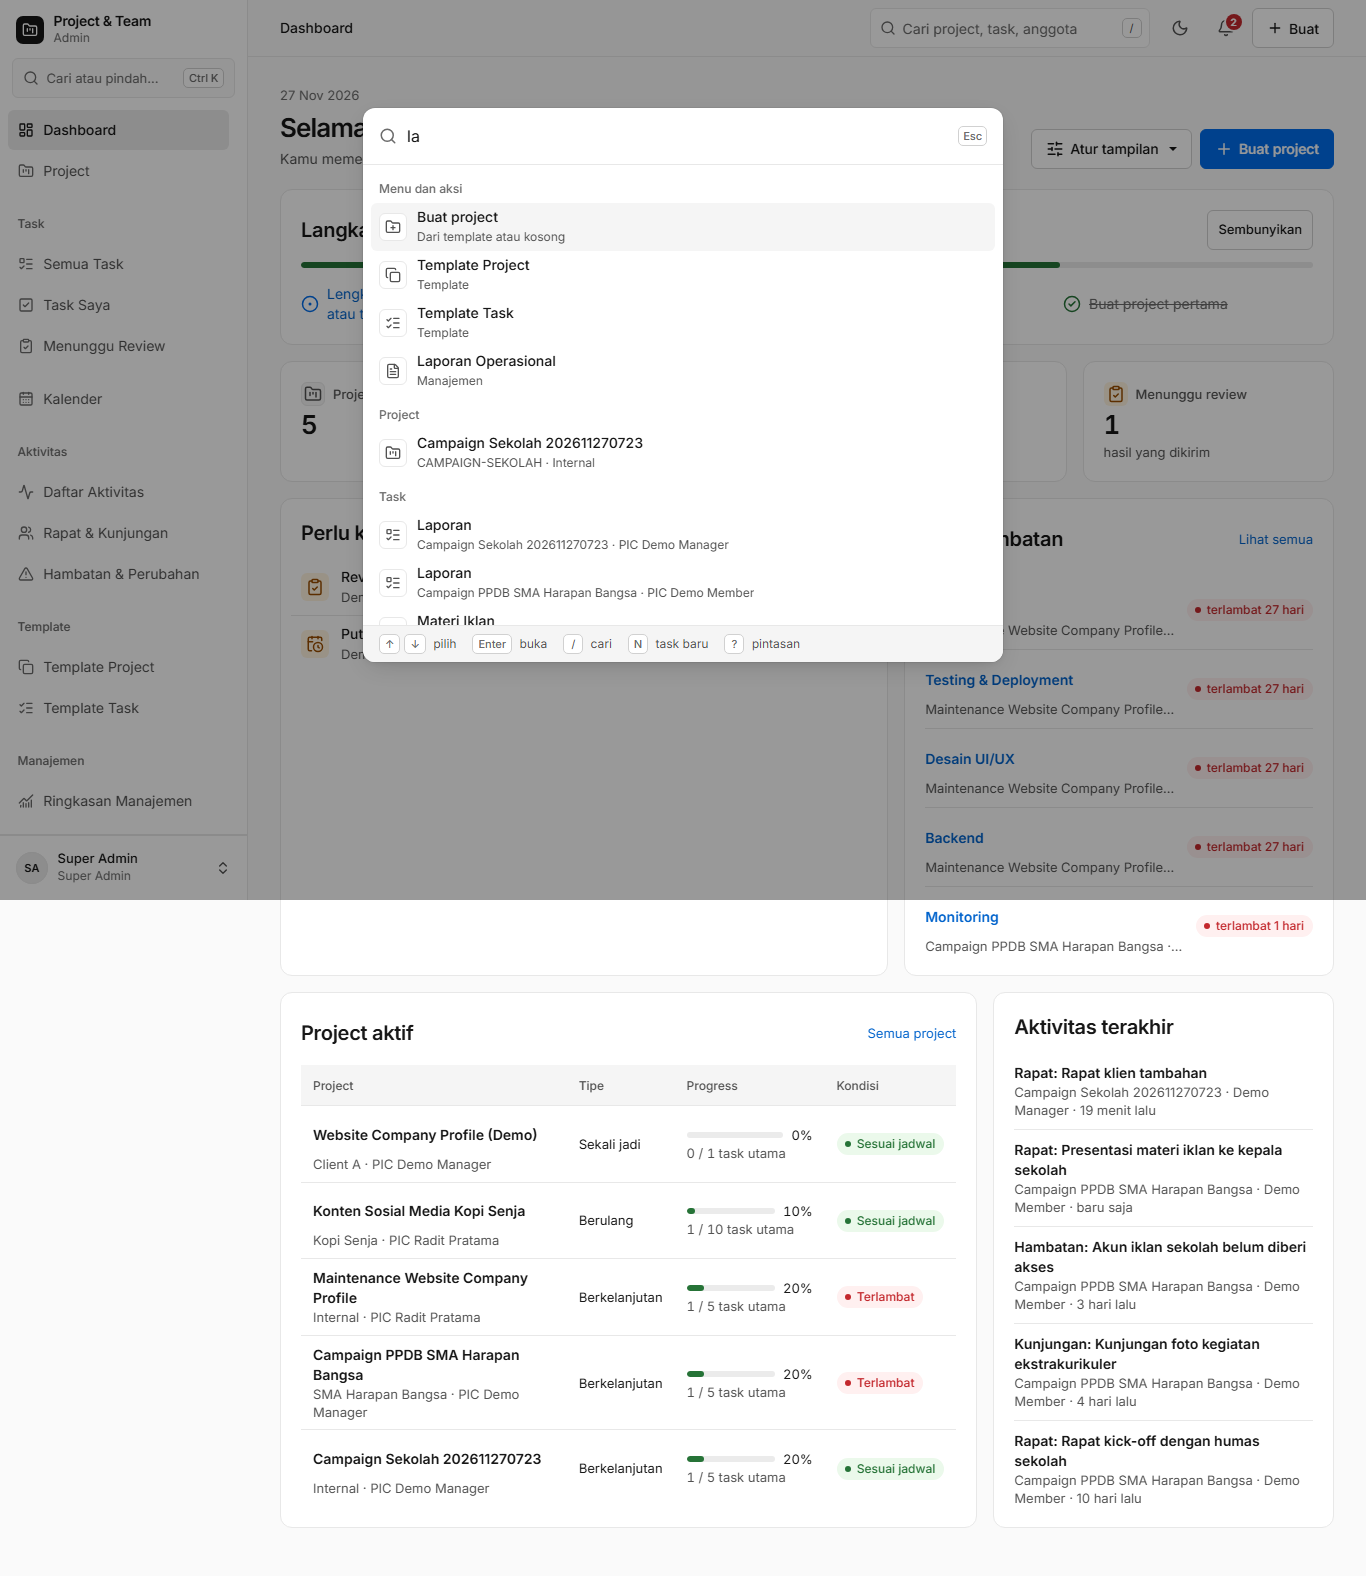 Project & Team
Admin
Cari atau pindah...
Ctrl K
Dashboard
Project
Task
Semua Task
Task Saya
Menunggu Review
Kalender
Aktivitas
Daftar Aktivitas
Rapat & Kunjungan
Hambatan & Perubahan
Template
Template Project
Template Task
Manajemen
Ringkasan Manajemen
SA
Super Admin
Super Admin
Dashboard
Cari project, task, anggota
/
2
Buat
27 Nov 2026
Selama
Kamu meme
Atur tampilan
Buat project
Langka
Sembunyikan
Lengk
atau t
Buat project pertama
Proje
5
Menunggu review
1
hasil yang dikirim
Perlu k
Rev
Der
Put
Der
la
Esc
Menu dan aksi
Buat project
Dari template atau kosong
Template Project
Template
Template Task
Template
Laporan Operasional
Manajemen
Project
Campaign Sekolah 202611270723
CAMPAIGN-SEKOLAH · Internal
Task
Laporan
Campaign Sekolah 202611270723 · PIC Demo Manager
Laporan
Campaign PPDB SMA Harapan Bangsa · PIC Demo Member
Materi Iklan
↑ ↓ pilih Enter buka / cari N task baru ? pintasan
nbatan
Lihat semua
terlambat 27 hari
Maintenance Website Company Profile...
Testing & Deployment
terlambat 27 hari
Maintenance Website Company Profile...
Desain UI/UX
terlambat 27 hari
Maintenance Website Company Profile...
Backend
terlambat 27 hari
Maintenance Website Company Profile...
Monitoring
terlambat 1 hari
Campaign PPDB SMA Harapan Bangsa ·...
Project aktif
Semua project
Project Tipe Progress Kondisi
Website Company Profile (Demo)
Client A · PIC Demo Manager
Sekali jadi
0%
0 / 1 task utama
Sesuai jadwal
Konten Sosial Media Kopi Senja
Kopi Senja · PIC Radit Pratama
Berulang
10%
1 / 10 task utama
Sesuai jadwal
Maintenance Website Company
Profile
Internal · PIC Radit Pratama
Berkelanjutan
20%
1 / 5 task utama
Terlambat
Campaign PPDB SMA Harapan
Bangsa
SMA Harapan Bangsa · PIC Demo
Manager
Berkelanjutan
20%
1 / 5 task utama
Terlambat
Campaign Sekolah 202611270723
Internal · PIC Demo Manager
Berkelanjutan
20%
1 / 5 task utama
Sesuai jadwal
Aktivitas terakhir
Rapat: Rapat klien tambahan
Campaign Sekolah 202611270723 · Demo
Manager · 19 menit lalu
Rapat: Presentasi materi iklan ke kepala
sekolah
Campaign PPDB SMA Harapan Bangsa · Demo
Member · baru saja
Hambatan: Akun iklan sekolah belum diberi
akses
Campaign PPDB SMA Harapan Bangsa · Demo
Member · 3 hari lalu
Kunjungan: Kunjungan foto kegiatan
ekstrakurikuler
Campaign PPDB SMA Harapan Bangsa · Demo
Member · 4 hari lalu
Rapat: Rapat kick-off dengan humas
sekolah
Campaign PPDB SMA Harapan Bangsa · Demo
Member · 10 hari lalu